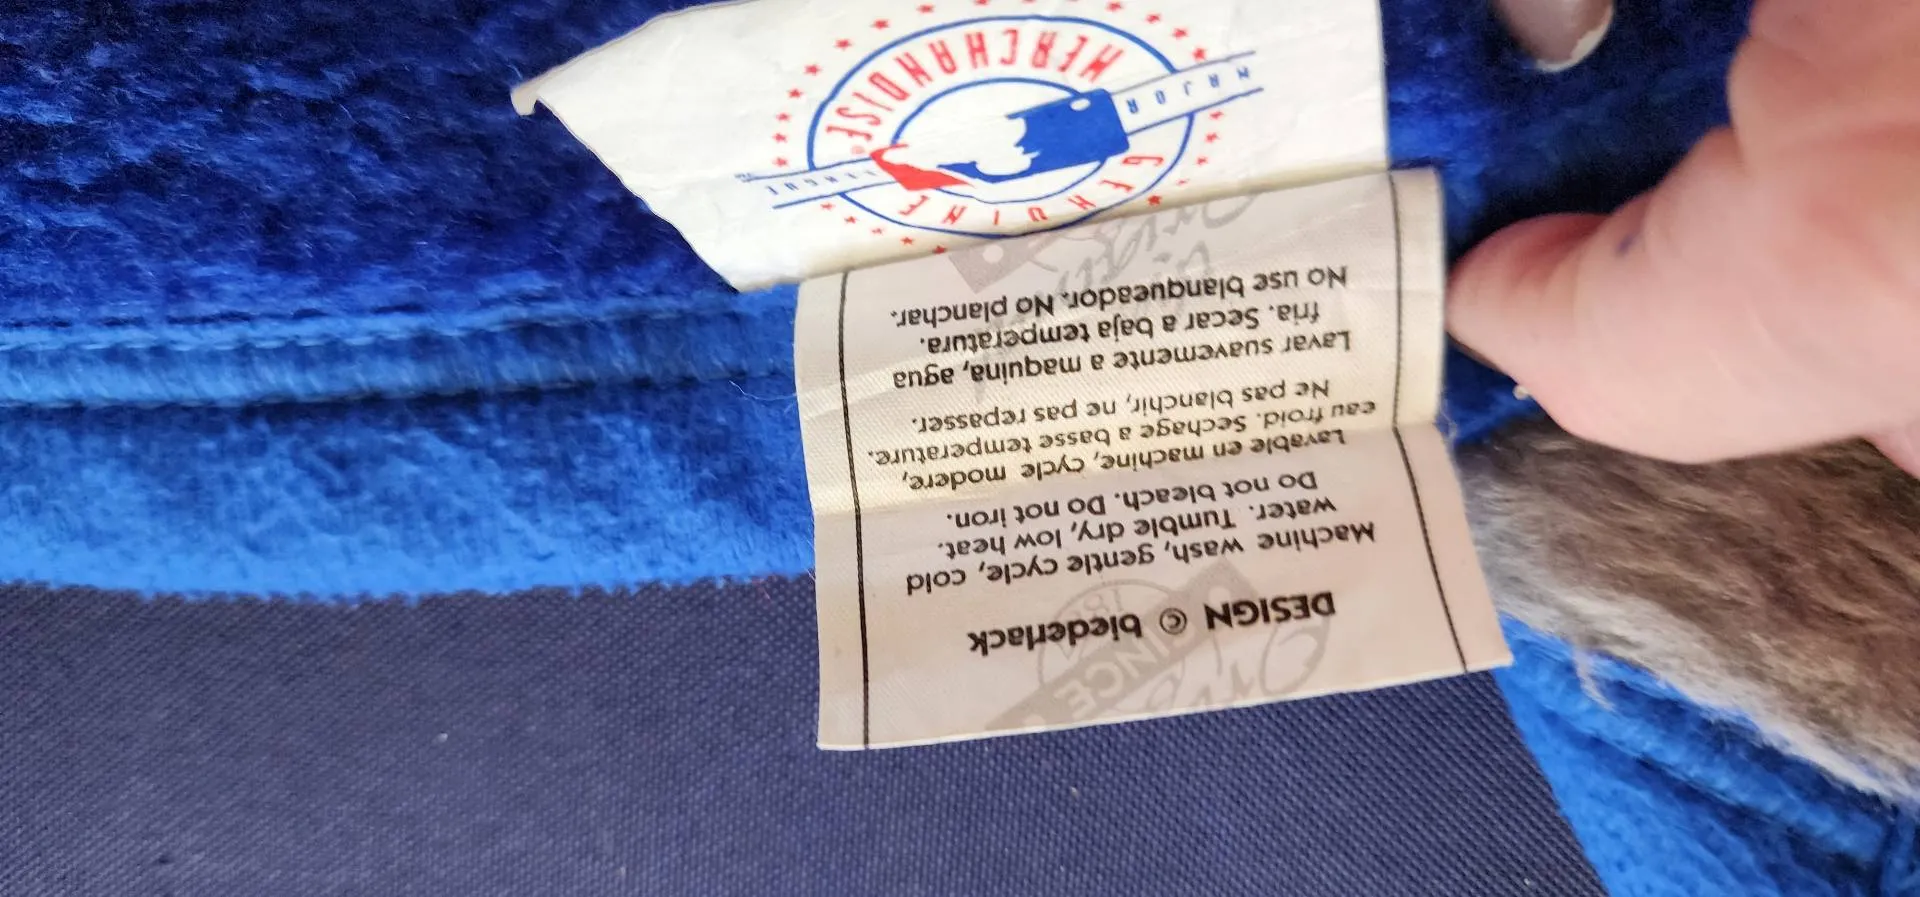 DESIGN © biederlack
Machine wash, gentle cycle, cold
water. Tumble dry, low heat.
Do not bleach. Do not iron.
Lavable en machine, cycle modere,
eau froid. Sechage a basse temperature.
Ne pas blanchir, ne pas repasser.
Lavar suavemente a maquina, agua
fria. Secar a baja temperatura.
No use blanqueador. No planchar.
GENUINE
MAJOR LEAGUE
MERCHANDISE®